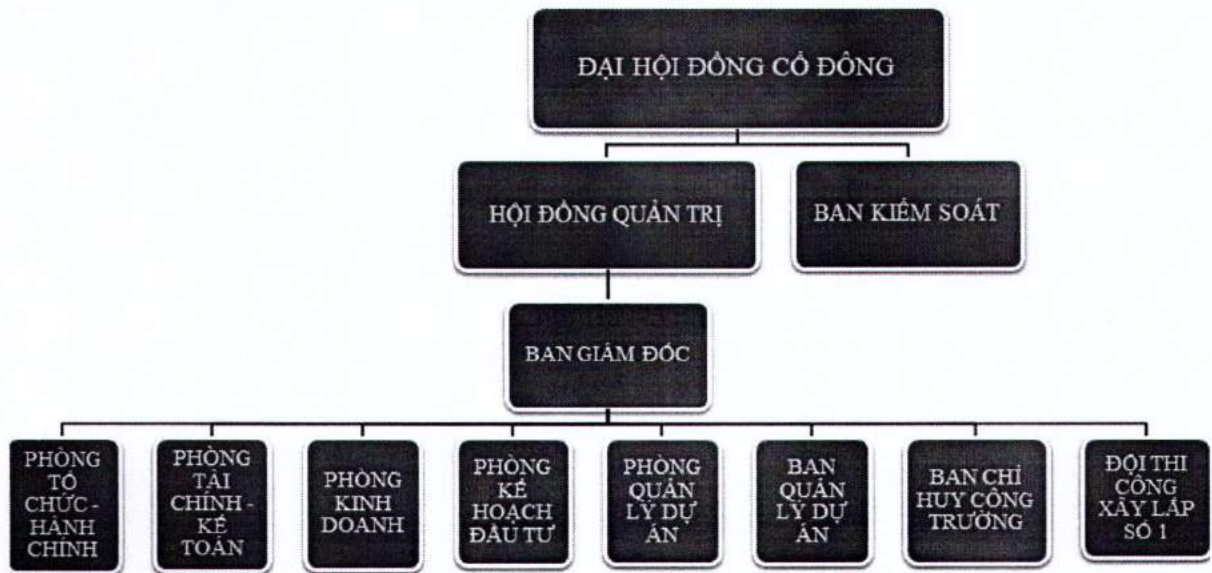 ĐẠI HỘI ĐỒNG CỔ ĐÔNG
HỘI ĐỒNG QUẢN TRỊ
BAN KIỂM SOÁT
BAN GIÁM ĐỐC
PHÒNG
TỔ
CHỨC -
HÀNH
CHÍNH
PHÒNG
TÀI
CHÍNH -
KẾ
TOÁN
PHÒNG
KINH
DOANH
PHÒNG
KẾ
HOẠCH
ĐẦU TƯ
PHÒNG
QUẢN
LÝ DỰ
ÁN
BAN
QUẢN
LÝ DỰ
ÁN
BAN CHỈ
HUY CÔNG
TRƯỜNG
ĐỘI THI
CÔNG
XÂY LẮP
SỐ 1